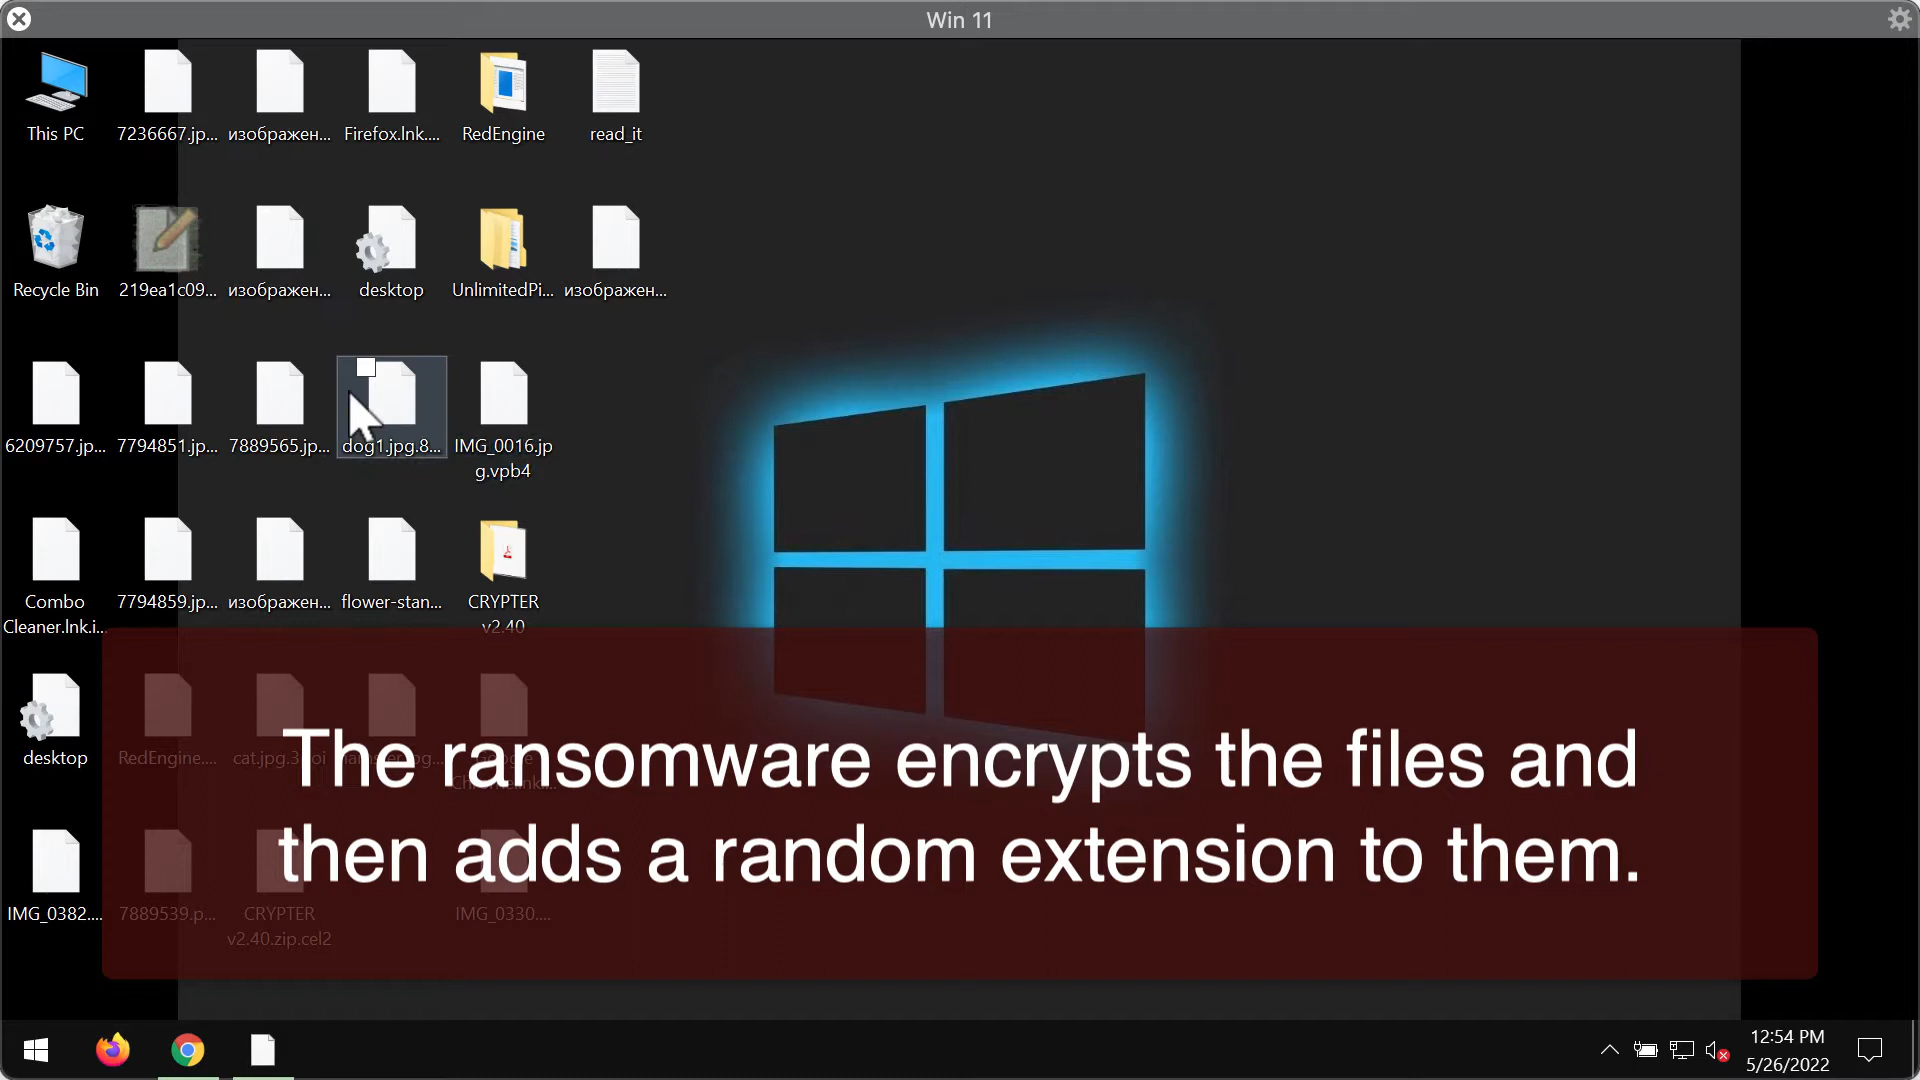 Win 11
This PC
7236667.jp...
изображен...
Firefox.lnk....
RedEngine
read_it
Recycle Bin
219ea1c09...
изображен...
desktop
UnlimitedPi...
изображен...
6209757.jp...
7794851.jp...
7889565.jp...
dog1.jpg.8...
IMG_0016.jp
g.vpb4
Combo
Cleaner.lnk.i...
7794859.jp...
изображен...
flower-stan...
CRYPTER
v2.40
desktop
RedEngine....
cat.jpg.3
The ransomware encrypts the files and
then adds a random extension to them.
IMG_0382....
7889539.p...
CRYPTER
v2.40.zip.cel2
IMG_0330....
12:54 PM
5/26/2022